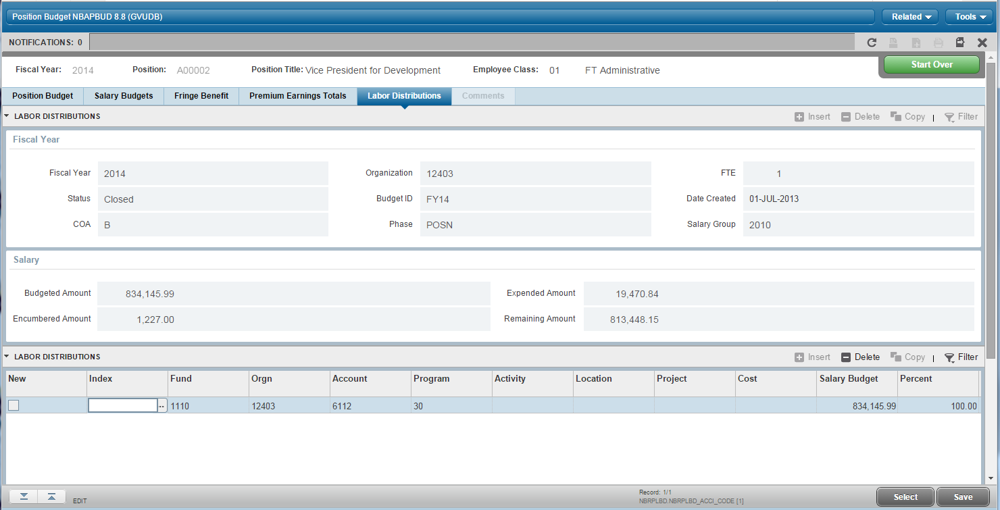 Position Budget NBAPBUD 8.8 (GVUDB) Related Tools
NOTIFICATIONS: 0
Fiscal Year: 2014 Position: A00002 Position Title: Vice President for Development Employee Class: 01 FT Administrative Start Over
Position Budget Salary Budgets Fringe Benefit Premium Earnings Totals Labor Distributions Comments
LABOR DISTRIBUTIONS Insert Delete Copy | Filter
Fiscal Year
Fiscal Year 2014 Organization 12403 FTE 1
Status Closed Budget ID FY14 Date Created 01-JUL-2013
COA B Phase POSN Salary Group 2010
Salary
Budgeted Amount 834,145.99 Expended Amount 19,470.84
Encumbered Amount 1,227.00 Remaining Amount 813,448.15
LABOR DISTRIBUTIONS Insert Delete Copy | Filter
New Index Fund Orgn Account Program Activity Location Project Cost Salary Budget Percent
.. 1110 12403 6112 30 834,145.99 100.00
EDIT Record: 1/1 Select Save
NBRPLBD.NBRPLBD_ACCI_CODE [1]